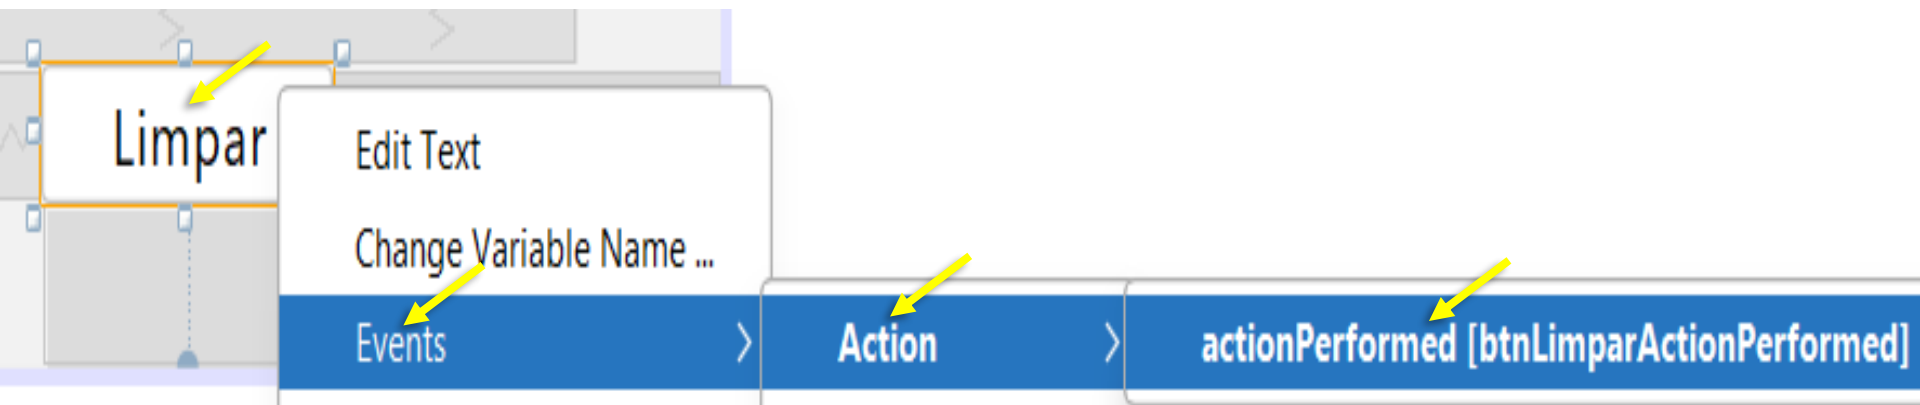 Limpar
Edit Text
Change Variable Name ...
Events
Action
actionPerformed [btnLimparActionPerformed]